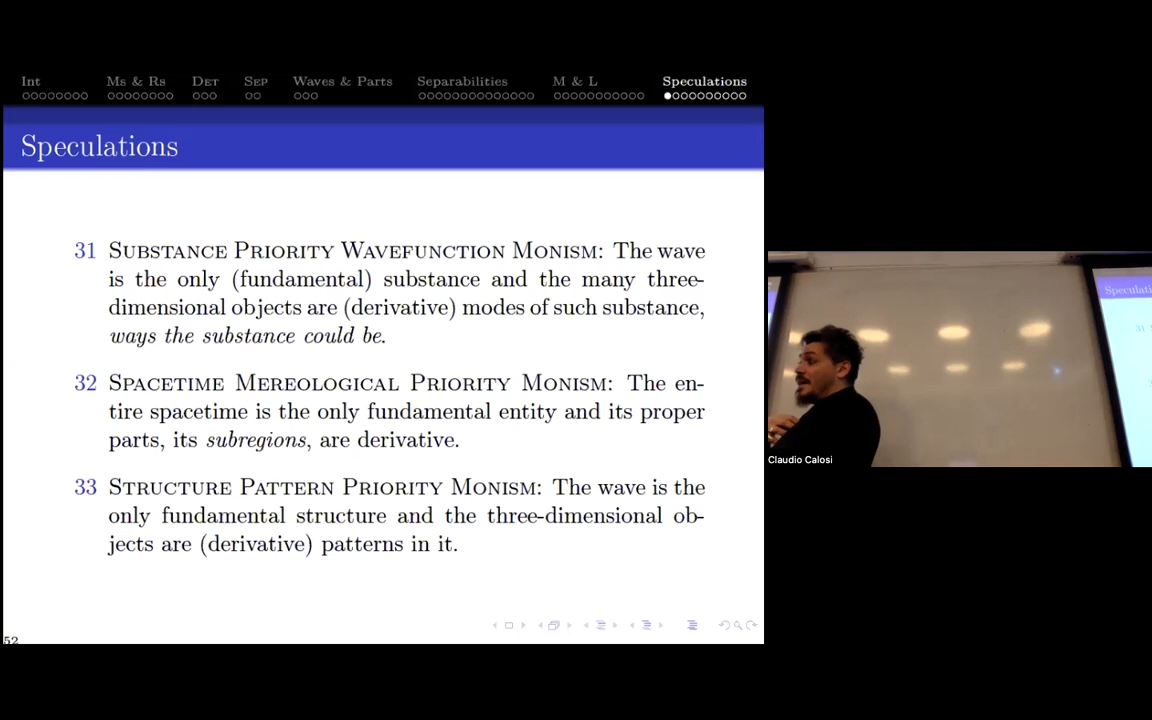 Int Ms & Rs DET SEP Waves & Parts Separabilities M & L Speculations
Speculations
31 SUBSTANCE PRIORITY WAVEFUNCTION MONISM: The wave
is the only (fundamental) substance and the many three-
dimensional objects are (derivative) modes of such substance,
ways the substance could be.
32 SPACETIME MEREOLOGICAL PRIORITY MONISM: The en-
tire spacetime is the only fundamental entity and its proper
parts, its subregions, are derivative.
33 STRUCTURE PATTERN PRIORITY MONISM: The wave is the
only fundamental structure and the three-dimensional ob-
jects are (derivative) patterns in it.
52
Claudio Calosi
Speculati